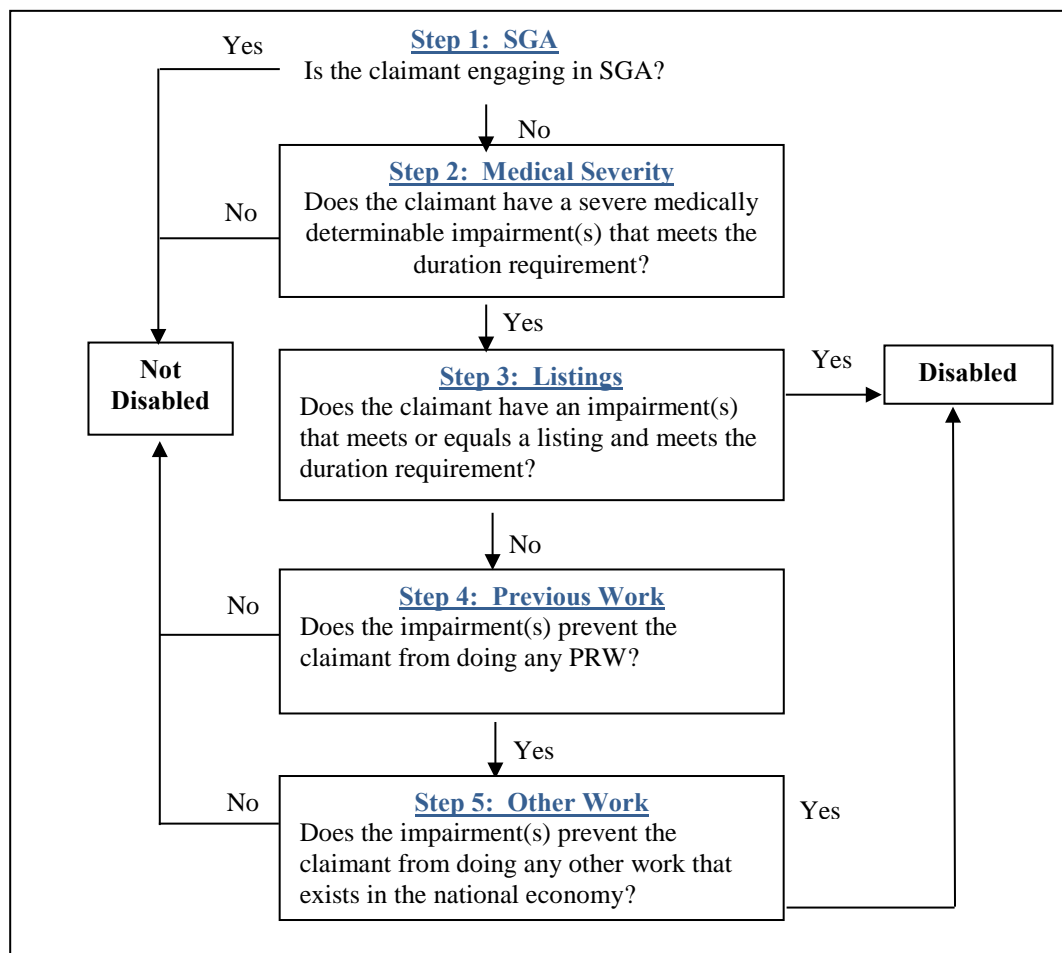 Yes
Step 1: SGA
Is the claimant engaging in SGA?
No
Step 2: Medical Severity
No
Does the claimant have a severe medically
determinable impairment(s) that meets the
duration requirement?
Yes
Not
Disabled
Step 3: Listings
Does the claimant have an impairment(s)
that meets or equals a listing and meets the
duration requirement?
Yes
Disabled
No
No
Step 4: Previous Work
Does the impairment(s) prevent the
claimant from doing any PRW?
Yes
No
Step 5: Other Work
Does the impairment(s) prevent the
claimant from doing any other work that
exists in the national economy?
Yes